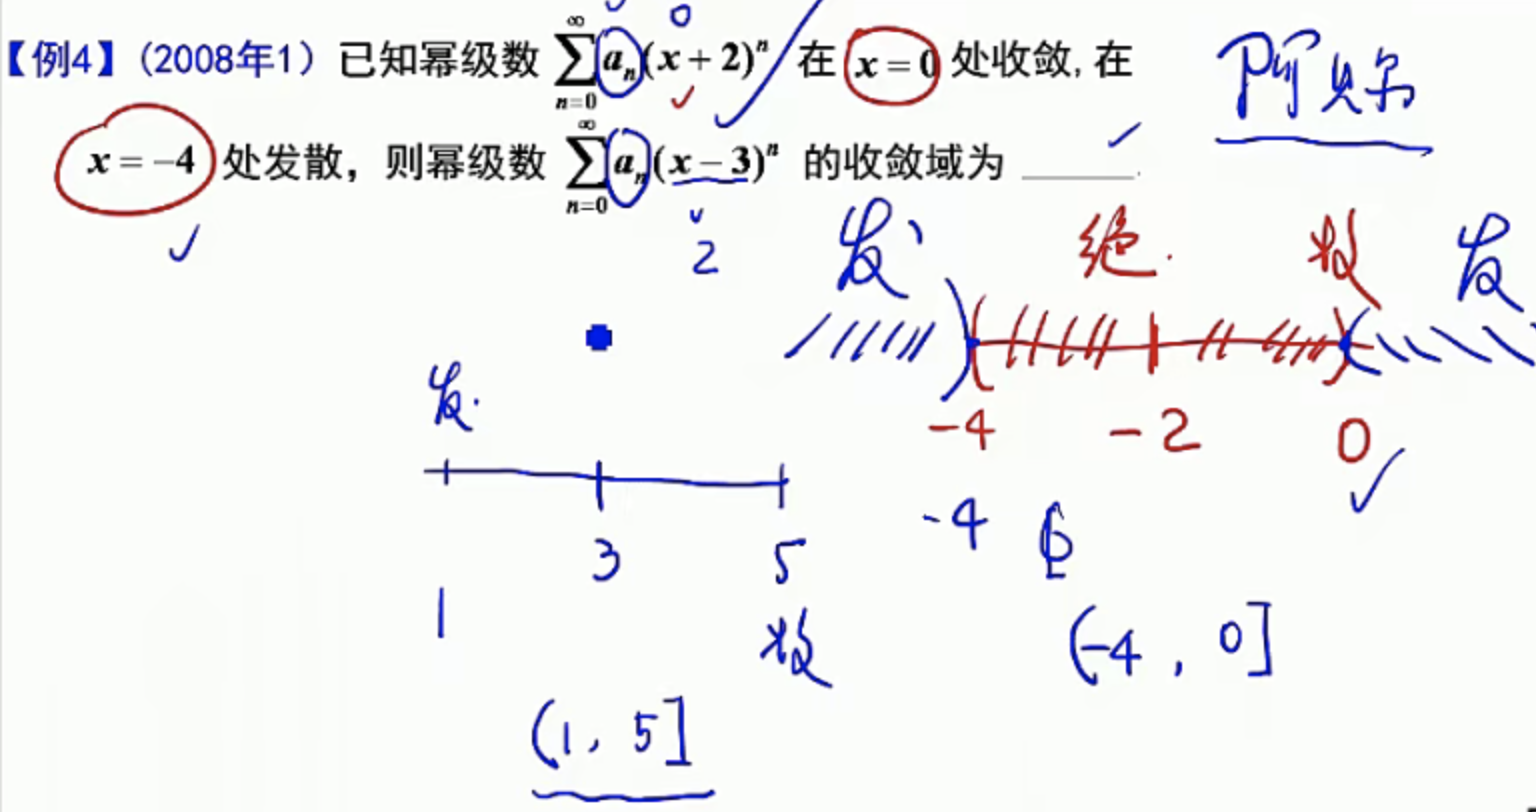 【例4】（2008年1）已知幂级数 $\sum_{n=0}^{\infty} a_n(x+2)^n$ 在 x=0 处收敛, 在
x=-4 处发散，则幂级数 $\sum_{n=0}^{\infty} a_n(x-3)^n$ 的收敛域为 ______.
0
阿贝尔
2
发 绝. 收 发
-4 -2 0
发.
3 5
-4
1
收
(-4, 0]
(1, 5]